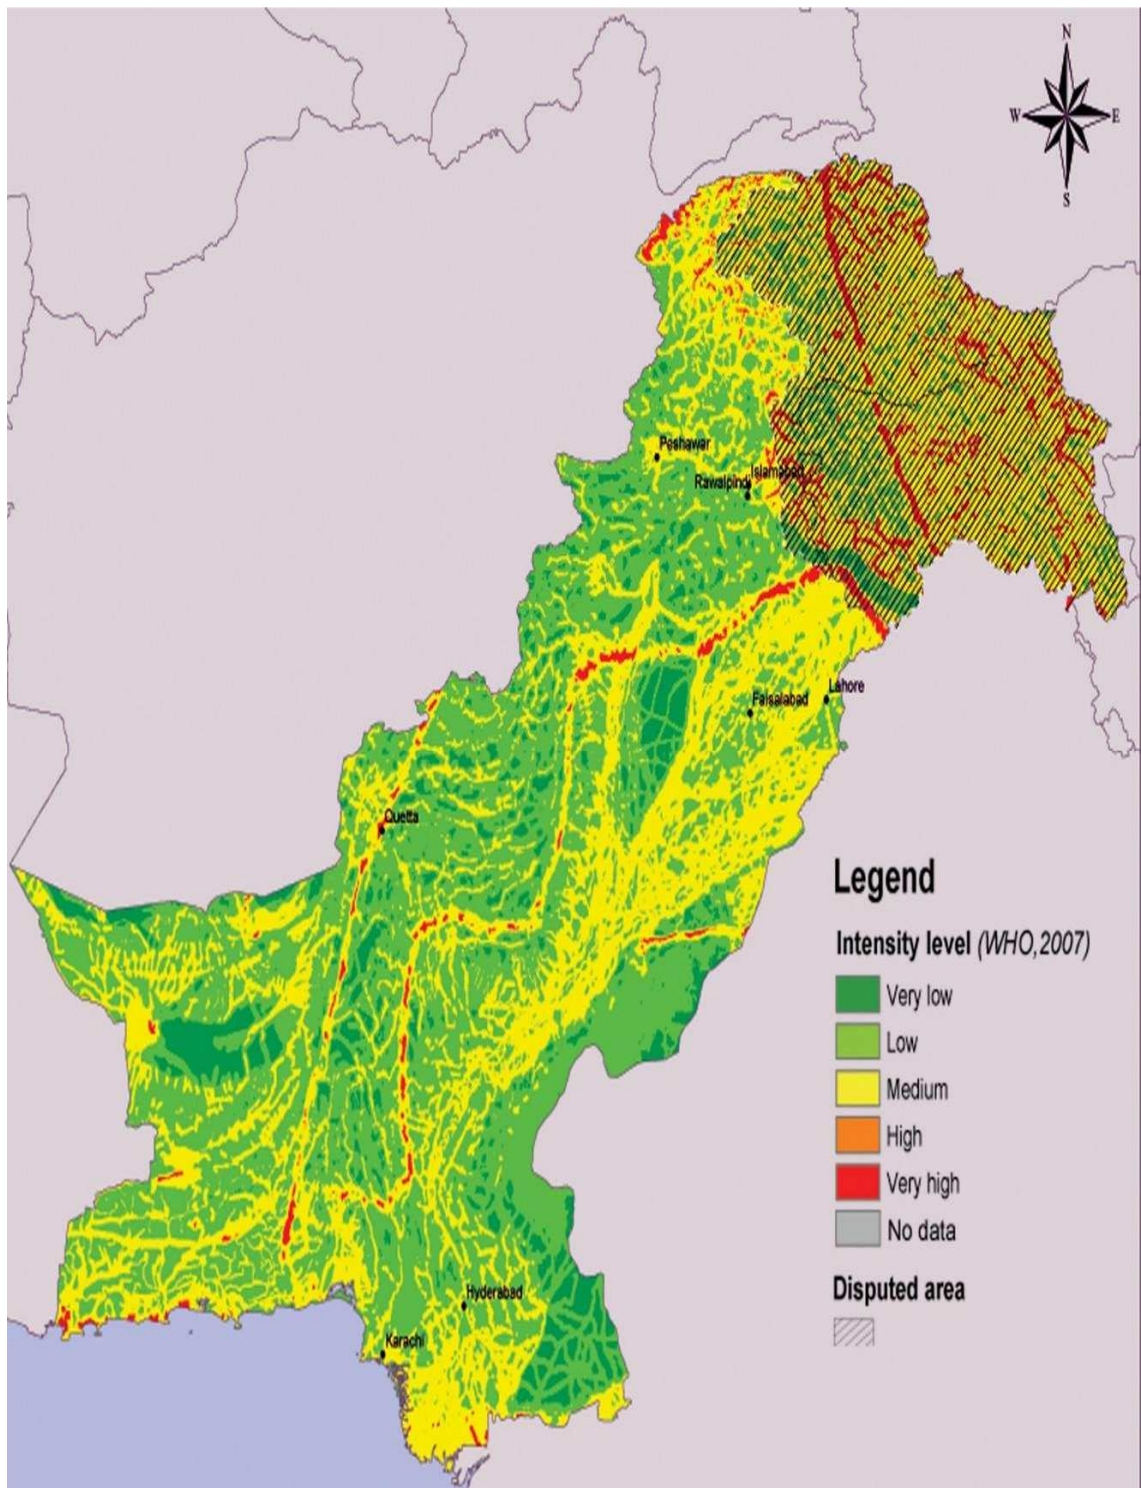 N
W E
S
Peshawar
Islamabad
Rawalpindi
Faisalabad
Lahore
Quetta
Hyderabad
Karachi
Legend
Intensity level (WHO,2007)
Very low
Low
Medium
High
Very high
No data
Disputed area